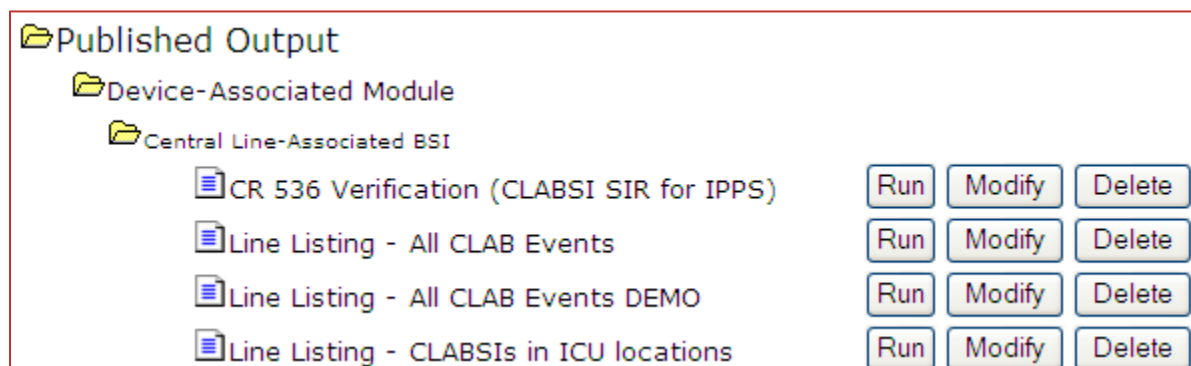 Published Output
Device-Associated Module
Central Line-Associated BSI
CR 536 Verification (CLABSI SIR for IPPS) Run Modify Delete
Line Listing - All CLAB Events Run Modify Delete
Line Listing - All CLAB Events DEMO Run Modify Delete
Line Listing - CLABSIs in ICU locations Run Modify Delete